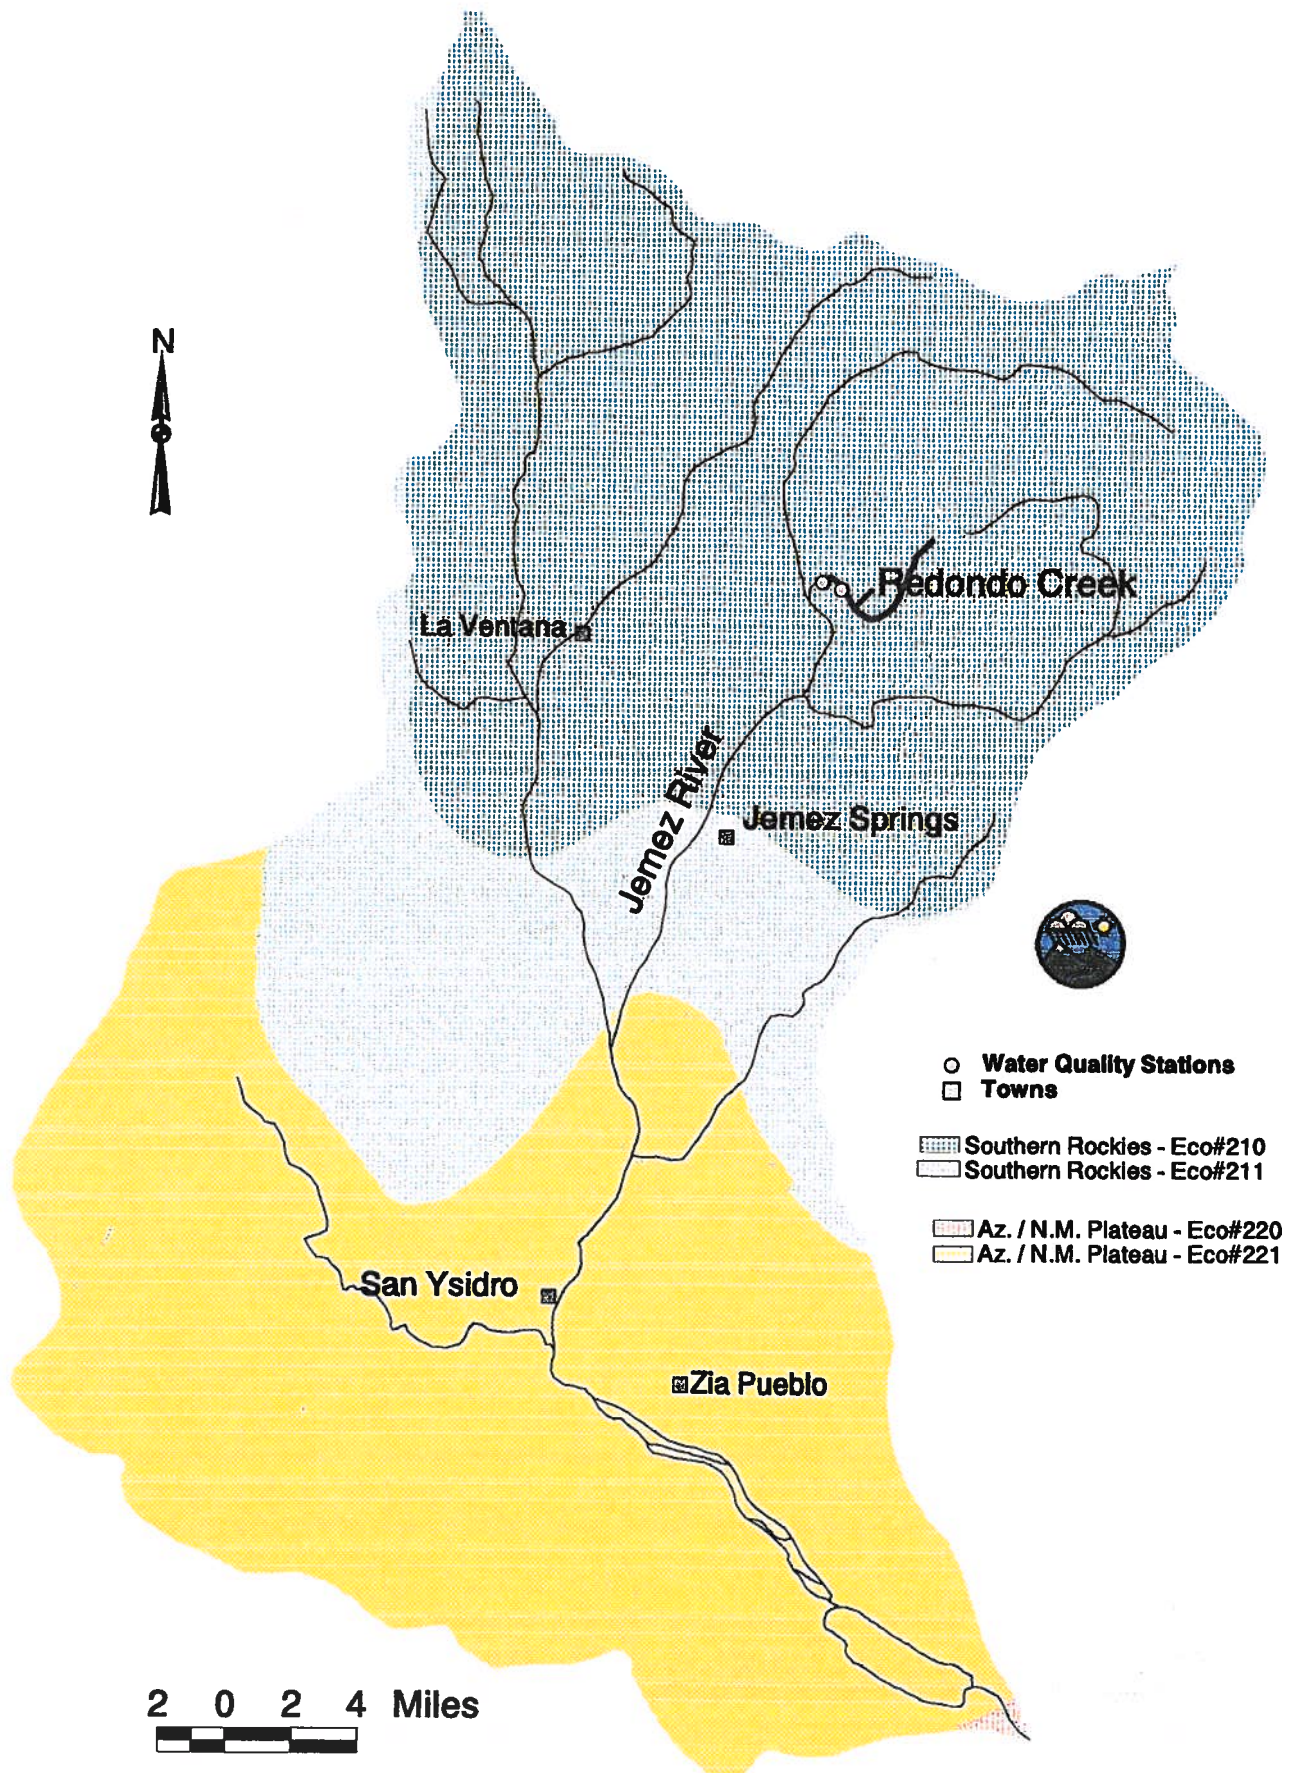 N
Redondo Creek
La Ventana
Jemez River
Jemez Springs
Water Quality Stations
Towns
Southern Rockies - Eco#210
Southern Rockies - Eco#211
Az. / N.M. Plateau - Eco#220
Az. / N.M. Plateau - Eco#221
San Ysidro
Zia Pueblo
2 0 2 4 Miles